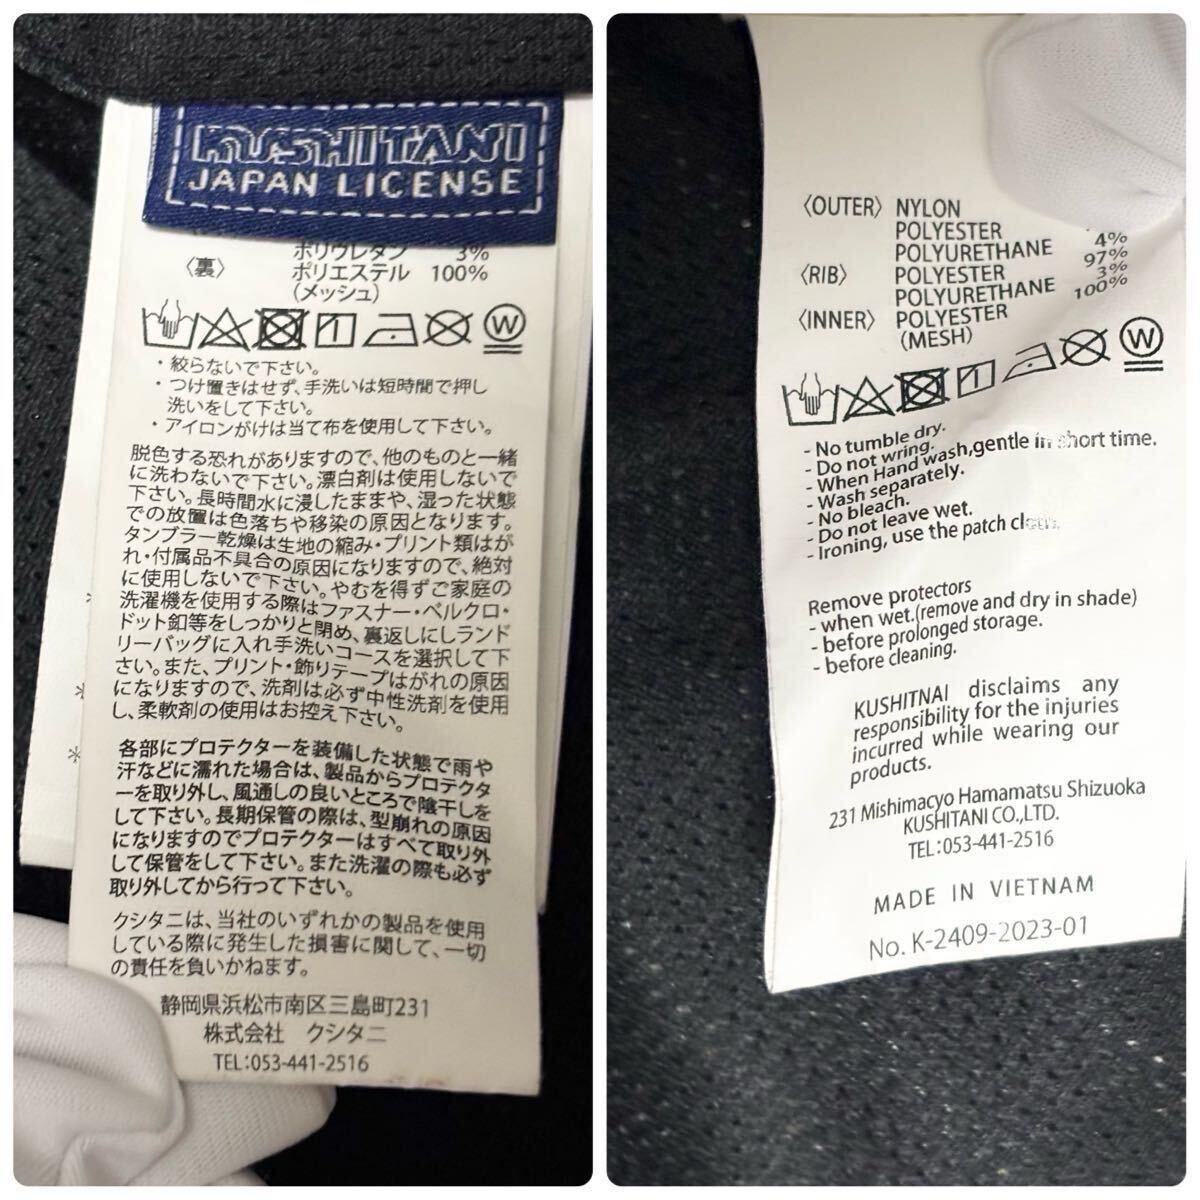 KUSHITANI
JAPAN LICENSE
ポリウレタン 3%
〈裏〉 ポリエステル 100%
(メッシュ)
W
・絞らないで下さい。
・つけ置きはせず、手洗いは短時間で押し
洗いをして下さい。
・アイロンがけは当て布を使用して下さい。
脱色する恐れがありますので、他のものと一緒
に洗わないで下さい。漂白剤は使用しないで
下さい。長時間水に浸したままや、湿った状態
での放置は色落ちや移染の原因となります。
タンブラー乾燥は生地の縮み・プリント類はが
れ・付属品不具合の原因になりますので、絶対
に使用しないで下さい。やむを得ずご家庭の
洗濯機を使用する際はファスナー・ベルクロ・
ドット釦等をしっかりと閉め、裏返しにしランド
リーバッグに入れ手洗いコースを選択して下
さい。また、プリント・飾りテープはがれの原因
になりますので、洗剤は必ず中性洗剤を使用
し、柔軟剤の使用はお控え下さい。
各部にプロテクターを装備した状態で雨や
汗などに濡れた場合は、製品からプロテクタ
ーを取り外し、風通しの良いところで陰干しを
して下さい。長期保管の際は、型崩れの原因
になりますのでプロテクターはすべて取り外
して保管をして下さい。また洗濯の際も必ず
取り外してから行って下さい。
クシタニは、当社のいずれかの製品を使用
している際に発生した損害に関して、一切
の責任を負いかねます。
静岡県浜松市南区三島町231
株式会社 クシタニ
TEL:053-441-2516
〈OUTER〉 NYLON
POLYESTER
POLYURETHANE 4%
〈RIB〉 POLYESTER 97%
POLYURETHANE 3%
〈INNER〉 POLYESTER 100%
(MESH)
W
- No tumble dry.
- Do not wring.
- When Hand wash,gentle in short time.
- Wash separately.
- No bleach.
- Do not leave wet.
- Ironing, use the patch cloth.
Remove protectors
- when wet.(remove and dry in shade)
- before prolonged storage.
- before cleaning.
KUSHITNAI disclaims any
responsibility for the injuries
incurred while wearing our
products.
231 Mishimacyo Hamamatsu Shizuoka
KUSHITANI CO.,LTD.
TEL:053-441-2516
MADE IN VIETNAM
No. K-2409-2023-01